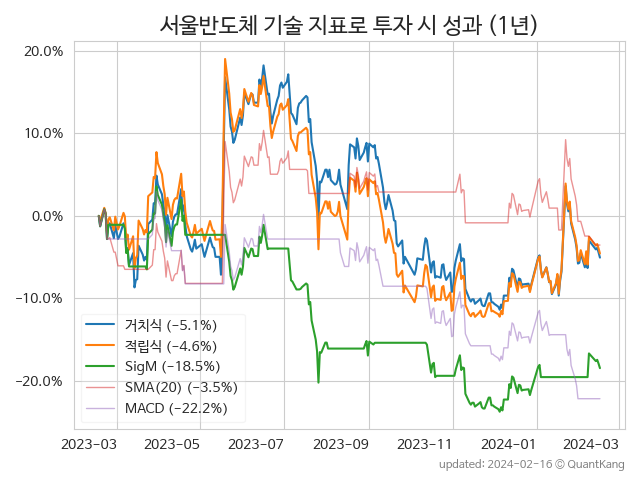 서울반도체 기술 지표로 투자 시 성과 (1년)
20.0%
10.0%
0.0%
−10.0%
−20.0%
거치식 (−5.1%)
적립식 (−4.6%)
SigM (−18.5%)
SMA(20) (−3.5%)
MACD (−22.2%)
2023-03 2023-05 2023-07 2023-09 2023-11 2024-01 2024-03
updated: 2024-02-16 © QuantKang